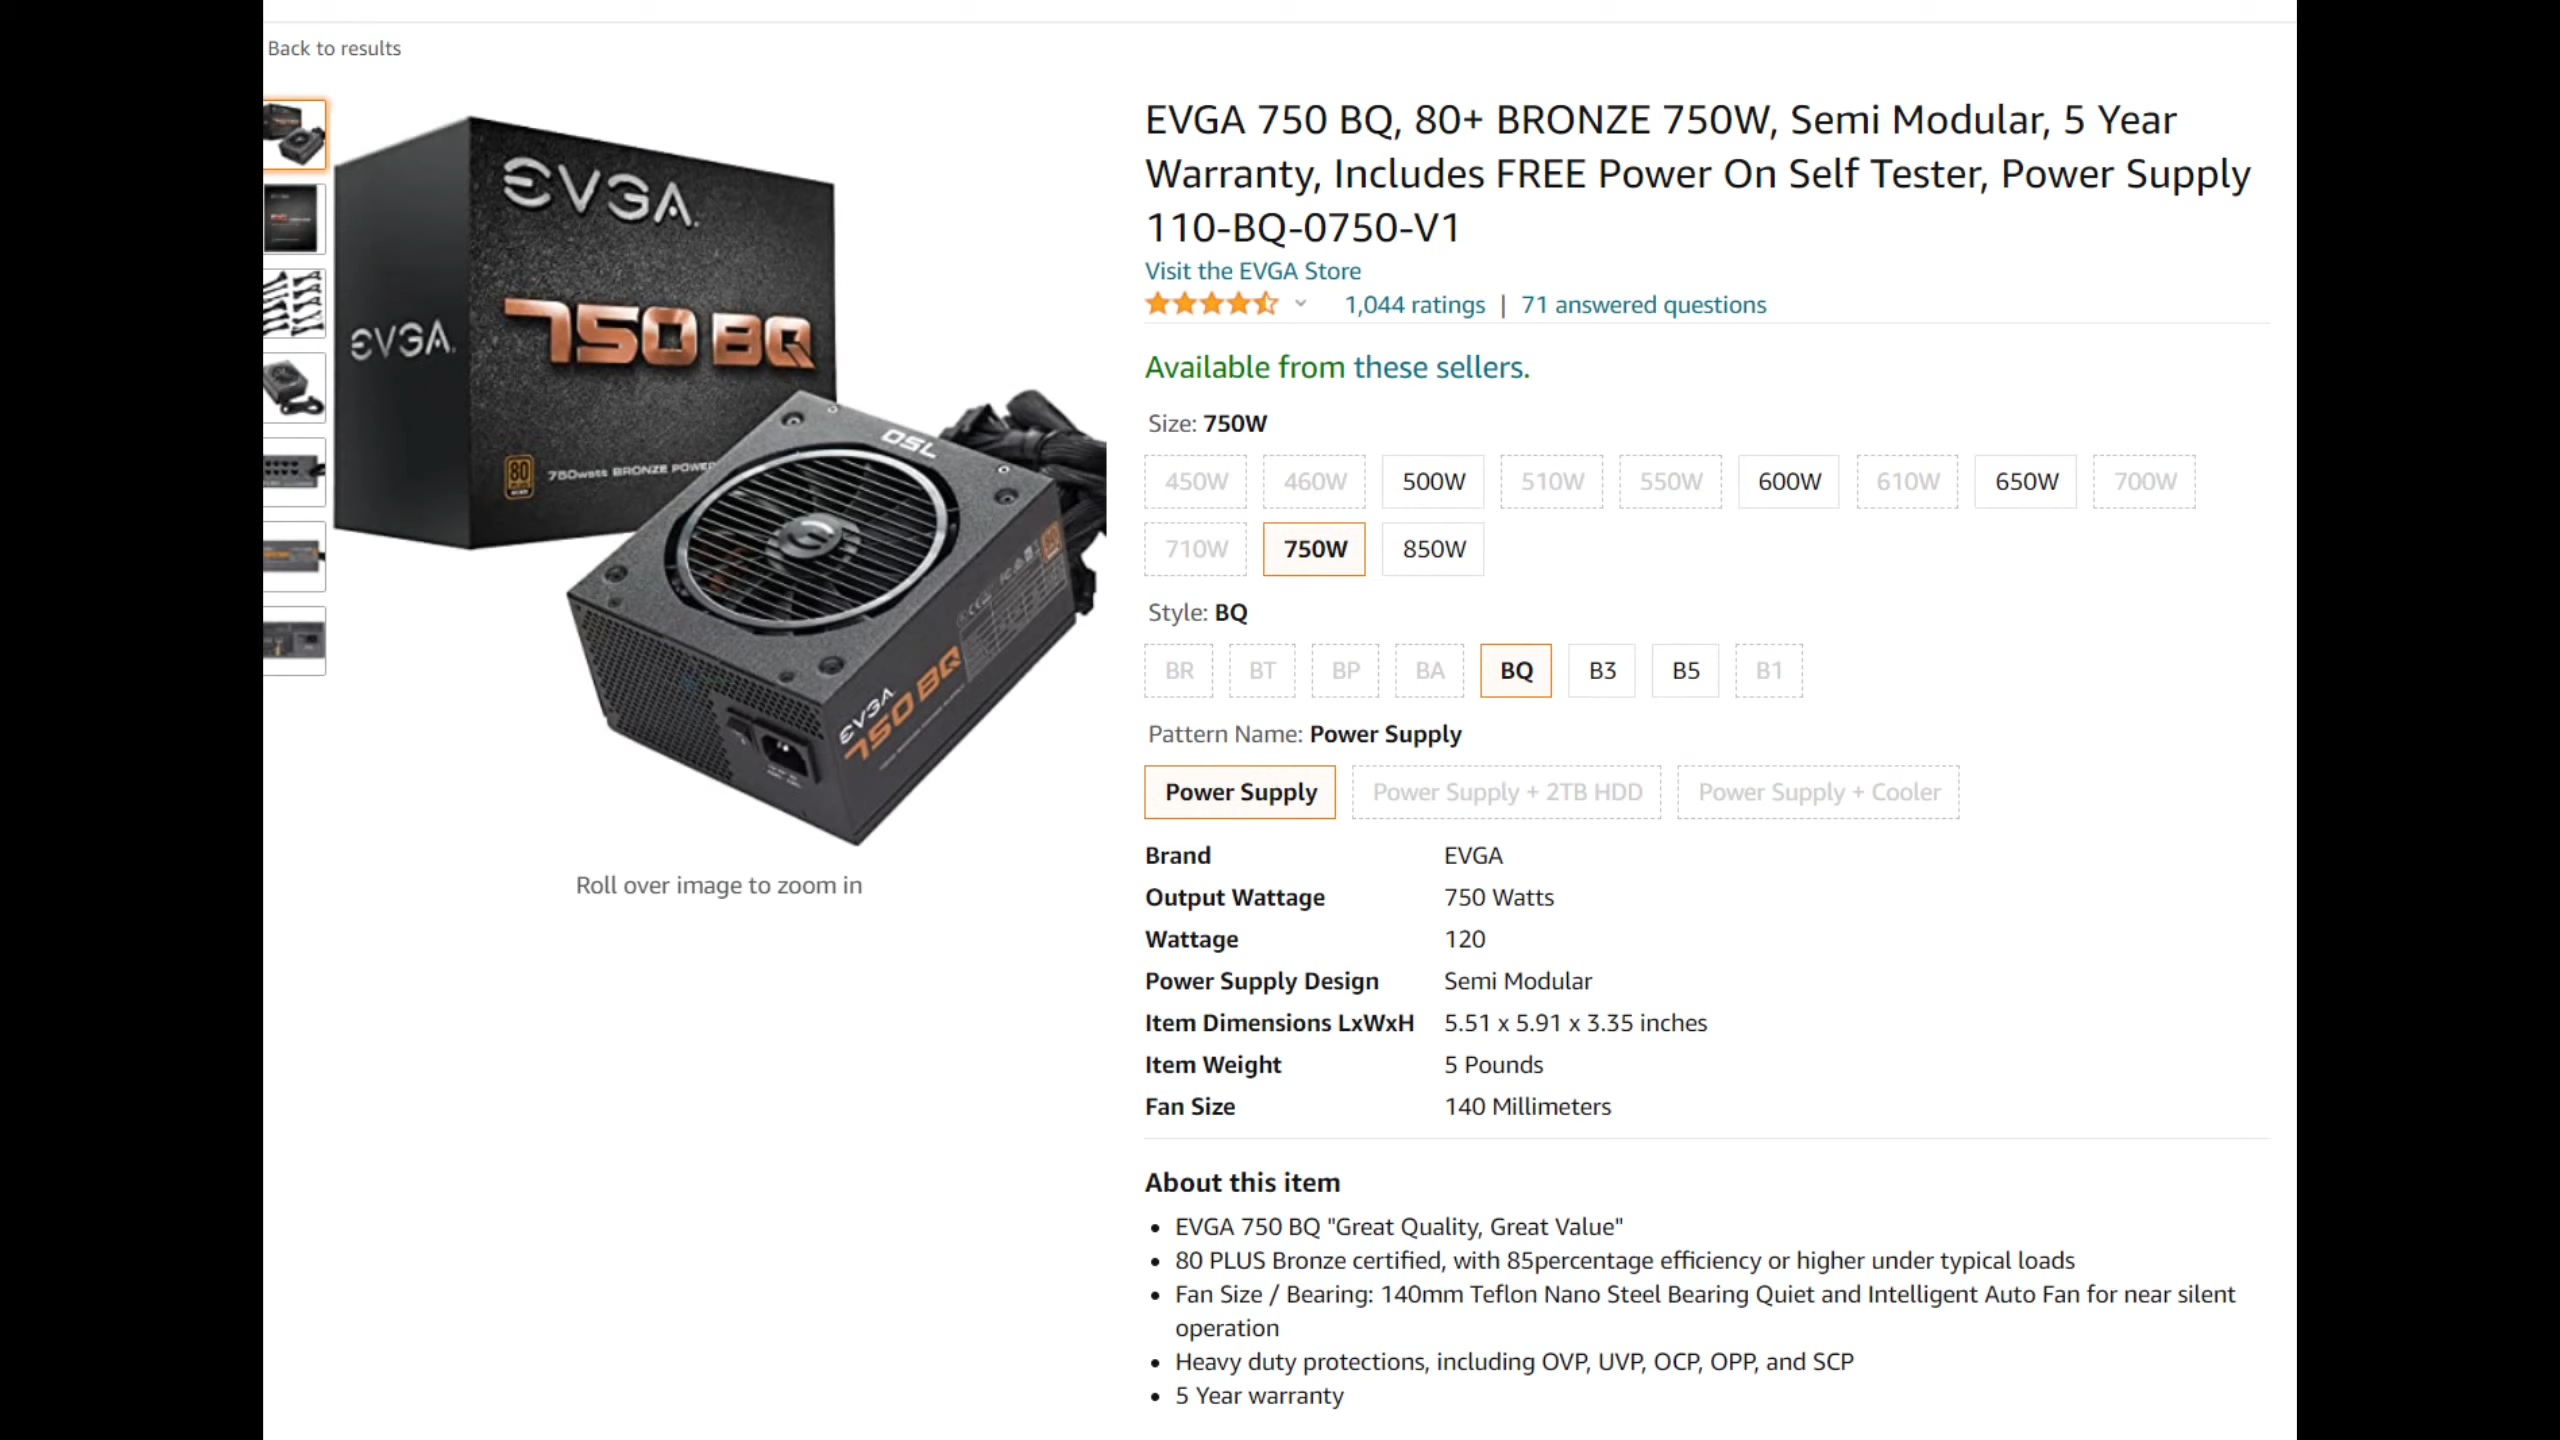 Back to results
EVGA
750 BQ
EVGA
80
750watts BRONZE POWER
750
EVGA
750 BQ
Roll over image to zoom in
EVGA 750 BQ, 80+ BRONZE 750W, Semi Modular, 5 Year
Warranty, Includes FREE Power On Self Tester, Power Supply
110-BQ-0750-V1
Visit the EVGA Store
1,044 ratings | 71 answered questions
Available from these sellers.
Size: 750W
450W 460W 500W 510W 550W 600W 610W 650W 700W
710W 750W 850W
Style: BQ
BR BT BP BA BQ B3 B5 B1
Pattern Name: Power Supply
Power Supply Power Supply + 2TB HDD Power Supply + Cooler
Brand EVGA
Output Wattage 750 Watts
Wattage 120
Power Supply Design Semi Modular
Item Dimensions LxWxH 5.51 x 5.91 x 3.35 inches
Item Weight 5 Pounds
Fan Size 140 Millimeters
About this item
• EVGA 750 BQ "Great Quality, Great Value"
• 80 PLUS Bronze certified, with 85percentage efficiency or higher under typical loads
• Fan Size / Bearing: 140mm Teflon Nano Steel Bearing Quiet and Intelligent Auto Fan for near silent
operation
• Heavy duty protections, including OVP, UVP, OCP, OPP, and SCP
• 5 Year warranty